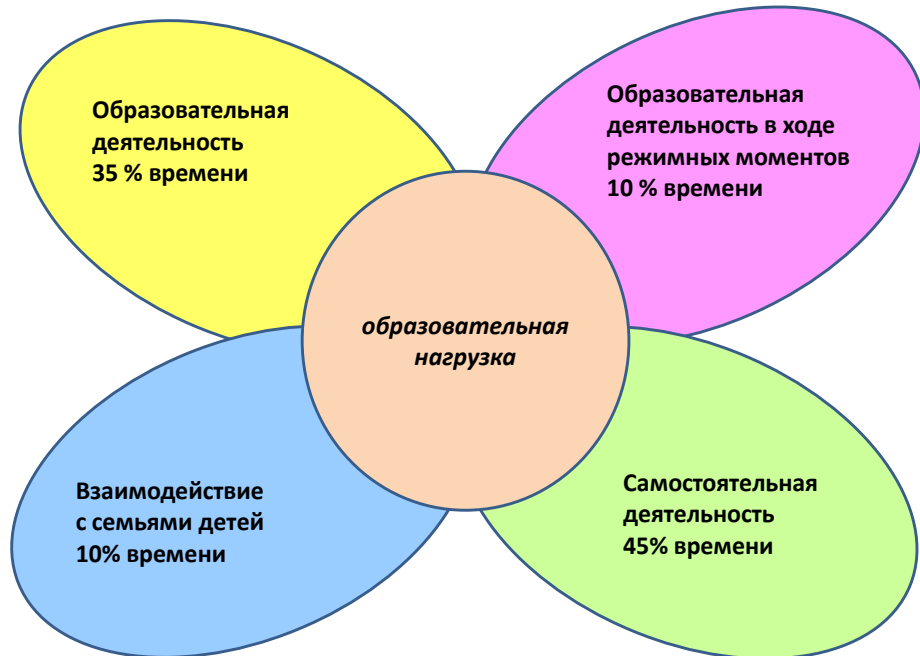 Образовательная
деятельность
35 % времени
Образовательная
деятельность в ходе
режимных моментов
10 % времени
образовательная
нагрузка
Взаимодействие
с семьями детей
10% времени
Самостоятельная
деятельность
45% времени